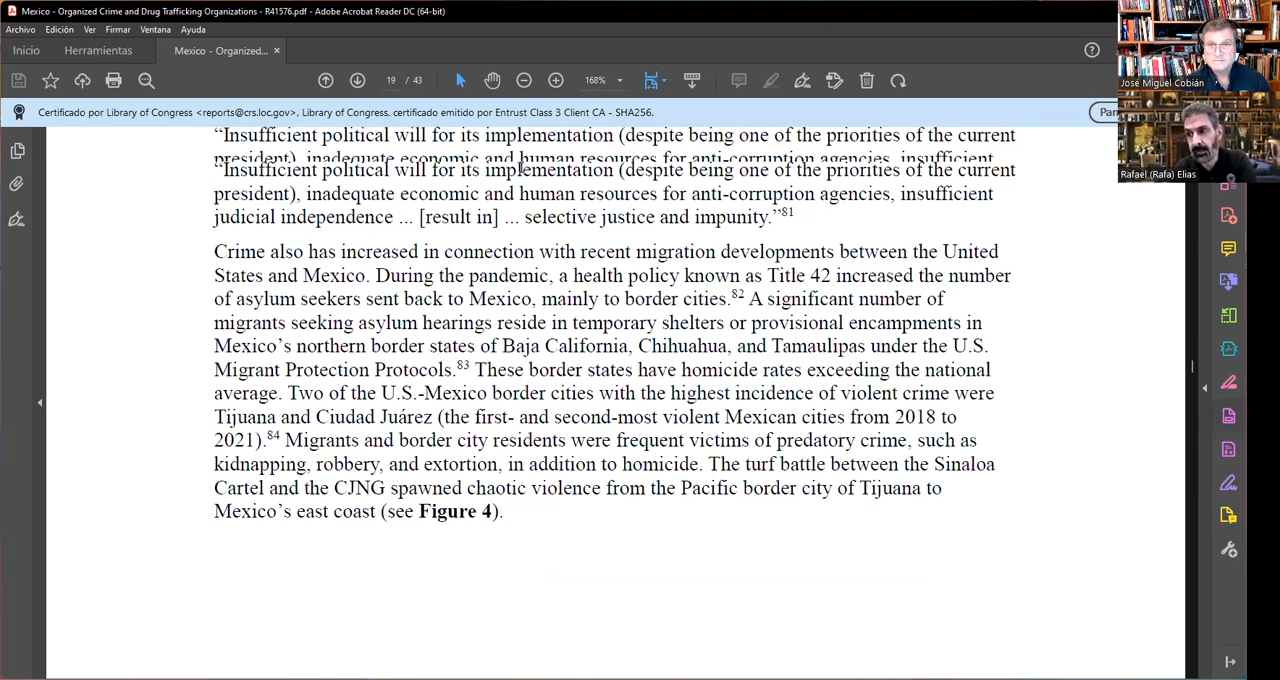 Mexico - Organized Crime and Drug Trafficking Organizations - R41576.pdf - Adobe Acrobat Reader DC (64-bit)
Archivo Edición Ver Firmar Ventana Ayuda
Inicio Herramientas Mexico - Organized... ×
19 / 43 168%
José Miguel Cobián
Certificado por Library of Congress <reports@crs.loc.gov>, Library of Congress, certificado emitido por Entrust Class 3 Client CA - SHA256.
Pan
Rafael (Rafa) Elias
“Insufficient political will for its implementation (despite being one of the priorities of the current
president), inadequate economic and human resources for anti-corruption agencies, insufficient
“Insufficient political will for its implementation (despite being one of the priorities of the current
president), inadequate economic and human resources for anti-corruption agencies, insufficient
judicial independence ... [result in] ... selective justice and impunity.”81
Crime also has increased in connection with recent migration developments between the United
States and Mexico. During the pandemic, a health policy known as Title 42 increased the number
of asylum seekers sent back to Mexico, mainly to border cities.82 A significant number of
migrants seeking asylum hearings reside in temporary shelters or provisional encampments in
Mexico’s northern border states of Baja California, Chihuahua, and Tamaulipas under the U.S.
Migrant Protection Protocols.83 These border states have homicide rates exceeding the national
average. Two of the U.S.-Mexico border cities with the highest incidence of violent crime were
Tijuana and Ciudad Juárez (the first- and second-most violent Mexican cities from 2018 to
2021).84 Migrants and border city residents were frequent victims of predatory crime, such as
kidnapping, robbery, and extortion, in addition to homicide. The turf battle between the Sinaloa
Cartel and the CJNG spawned chaotic violence from the Pacific border city of Tijuana to
Mexico’s east coast (see Figure 4).